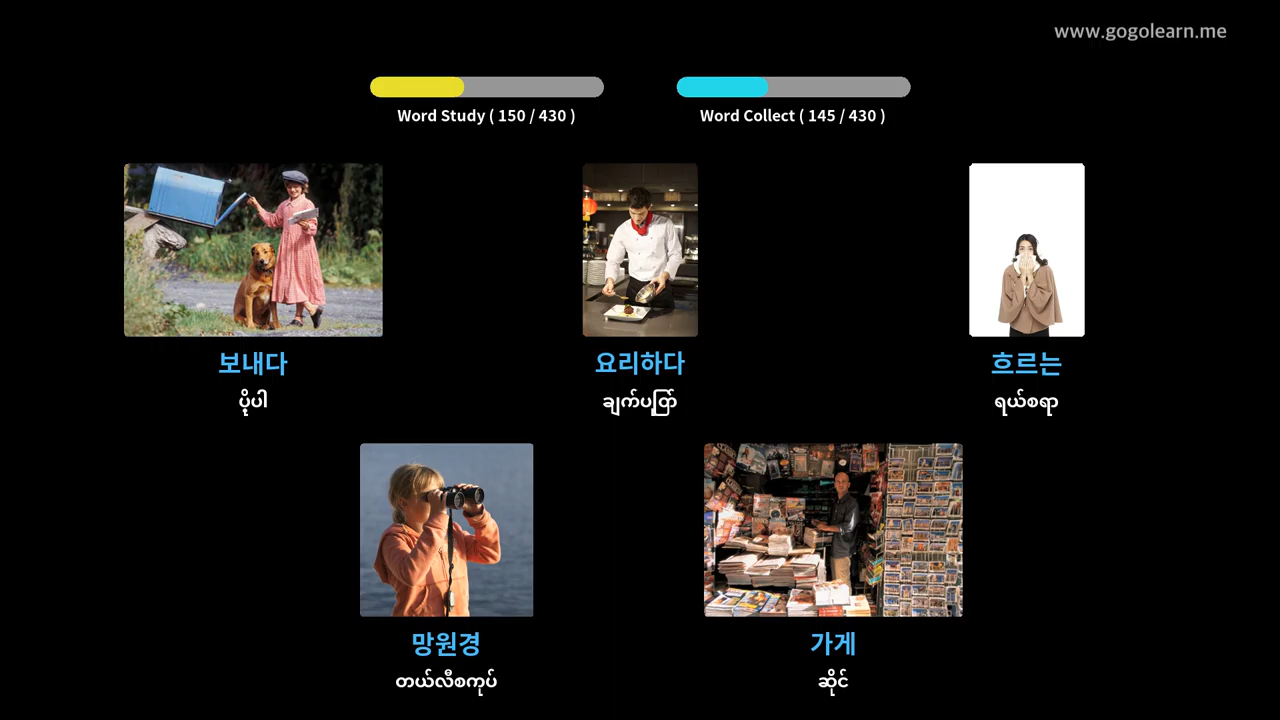 www.gogolearn.me
Word Study ( 150 / 430 )
Word Collect ( 145 / 430 )
보내다
ပို့ပါ
요리하다
ချက်ပြုတ်
흐르는
ရယ်စရာ
망원경
တယ်လီစကုပ်
가게
ဆိုင်